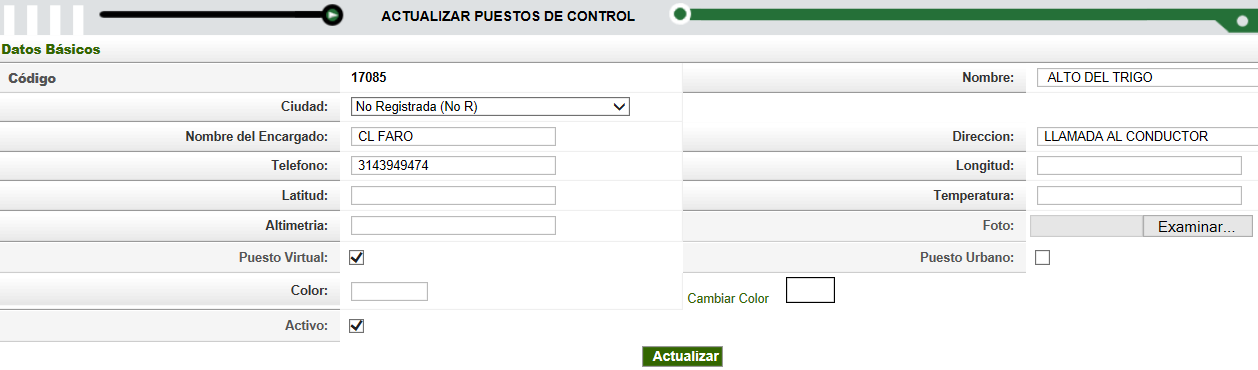 ACTUALIZAR PUESTOS DE CONTROL
Datos Básicos
Código 17085 Nombre: ALTO DEL TRIGO
Ciudad: No Registrada (No R)
Nombre del Encargado: CL FARO Direccion: LLAMADA AL CONDUCTOR
Telefono: 3143949474 Longitud:
Latitud: Temperatura:
Altimetria: Foto: Examinar...
Puesto Virtual: Puesto Urbano:
Color: Cambiar Color
Activo:
Actualizar